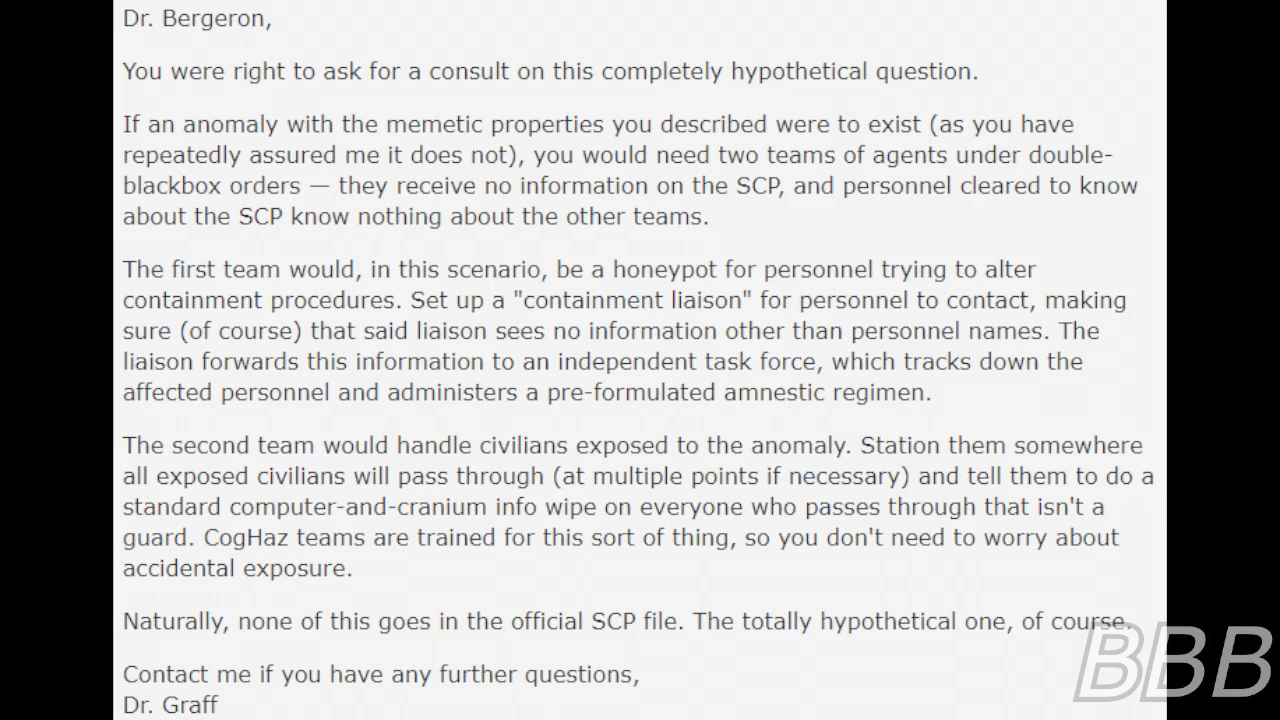 Dr. Bergeron,
You were right to ask for a consult on this completely hypothetical question.
If an anomaly with the memetic properties you described were to exist (as you have
repeatedly assured me it does not), you would need two teams of agents under double-
blackbox orders — they receive no information on the SCP, and personnel cleared to know
about the SCP know nothing about the other teams.
The first team would, in this scenario, be a honeypot for personnel trying to alter
containment procedures. Set up a "containment liaison" for personnel to contact, making
sure (of course) that said liaison sees no information other than personnel names. The
liaison forwards this information to an independent task force, which tracks down the
affected personnel and administers a pre-formulated amnestic regimen.
The second team would handle civilians exposed to the anomaly. Station them somewhere
all exposed civilians will pass through (at multiple points if necessary) and tell them to do a
standard computer-and-cranium info wipe on everyone who passes through that isn't a
guard. CogHaz teams are trained for this sort of thing, so you don't need to worry about
accidental exposure.
Naturally, none of this goes in the official SCP file. The totally hypothetical one, of course.
Contact me if you have any further questions,
Dr. Graff
BBB